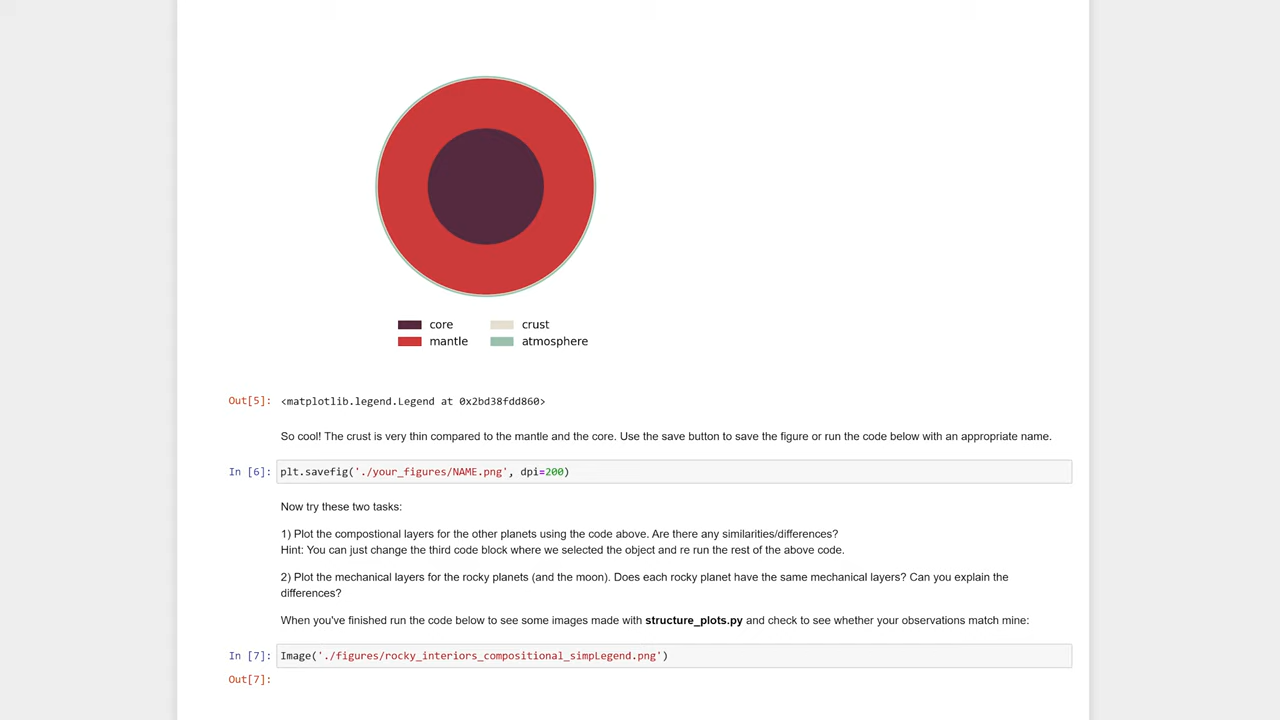 core crust
mantle atmosphere
Out[5]: <matplotlib.legend.Legend at 0x2bd38fdd860>
So cool! The crust is very thin compared to the mantle and the core. Use the save button to save the figure or run the code below with an appropriate name.
In [6]: plt.savefig('./your_figures/NAME.png', dpi=200)
Now try these two tasks:
1) Plot the compostional layers for the other planets using the code above. Are there any similarities/differences?
Hint: You can just change the third code block where we selected the object and re run the rest of the above code.
2) Plot the mechanical layers for the rocky planets (and the moon). Does each rocky planet have the same mechanical layers? Can you explain the
differences?
When you've finished run the code below to see some images made with structure_plots.py and check to see whether your observations match mine:
In [7]: Image('./figures/rocky_interiors_compositional_simpLegend.png')
Out[7]: